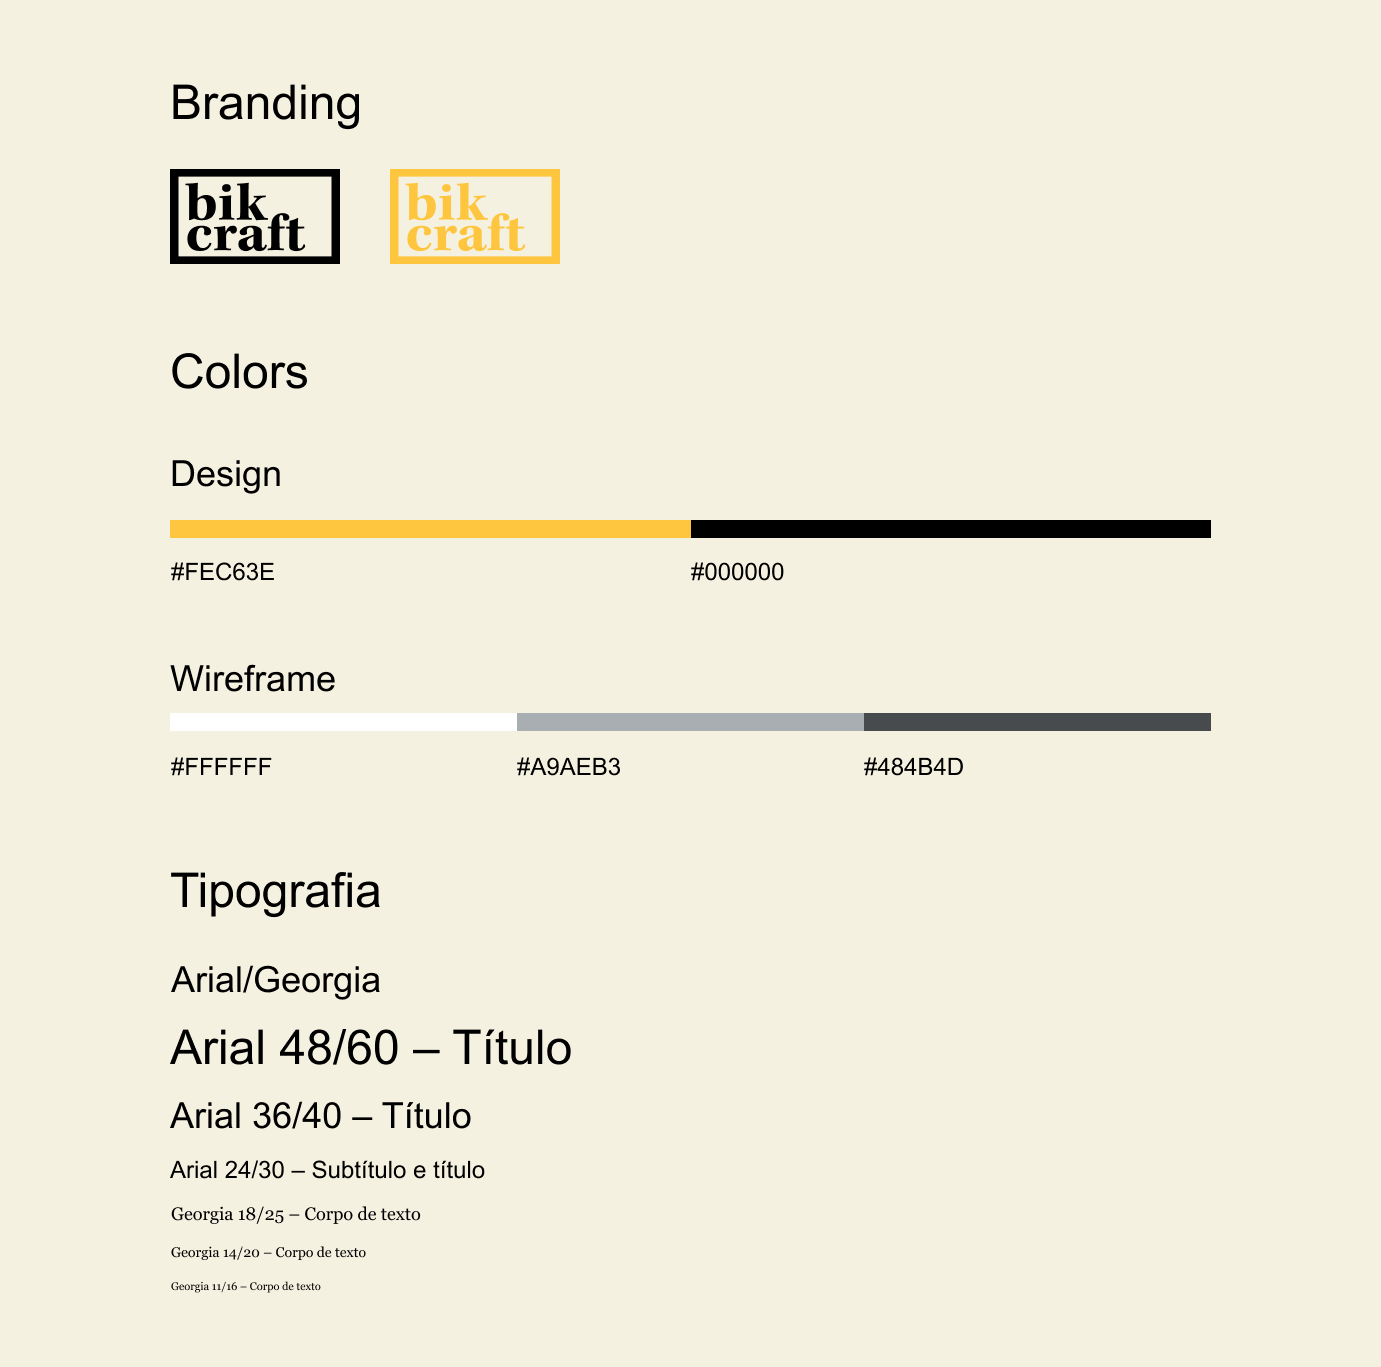 Branding
bik
craft
bik
craft
Colors
Design
#FEC63E
#000000
Wireframe
#FFFFFF
#A9AEB3
#484B4D
Tipografia
Arial/Georgia
Arial 48/60 – Título
Arial 36/40 – Título
Arial 24/30 – Subtítulo e título
Georgia 18/25 – Corpo de texto
Georgia 14/20 – Corpo de texto
Georgia 11/16 – Corpo de texto